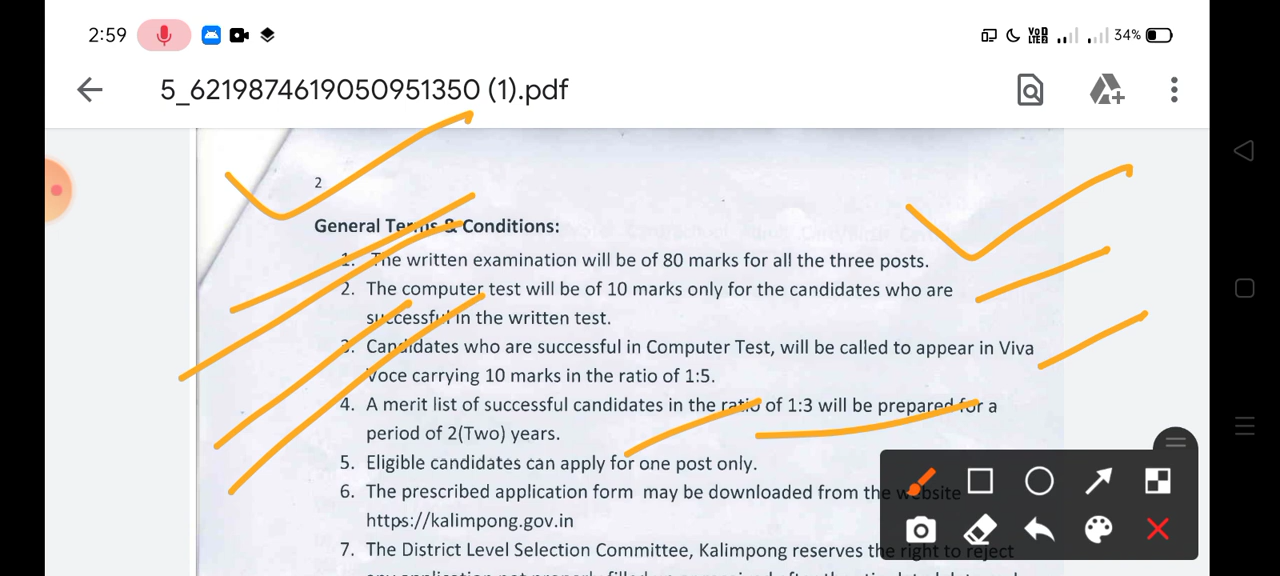 2:59 VoD LTE2 34%
5_6219874619050951350 (1).pdf
2
General Terms & Conditions:
1. The written examination will be of 80 marks for all the three posts.
2. The computer test will be of 10 marks only for the candidates who are
successful in the written test.
3. Candidates who are successful in Computer Test, will be called to appear in Viva
Voce carrying 10 marks in the ratio of 1:5.
4. A merit list of successful candidates in the ratio of 1:3 will be prepared for a
period of 2(Two) years.
5. Eligible candidates can apply for one post only.
6. The prescribed application form may be downloaded from the website
https://kalimpong.gov.in
7. The District Level Selection Committee, Kalimpong reserves the right to reject